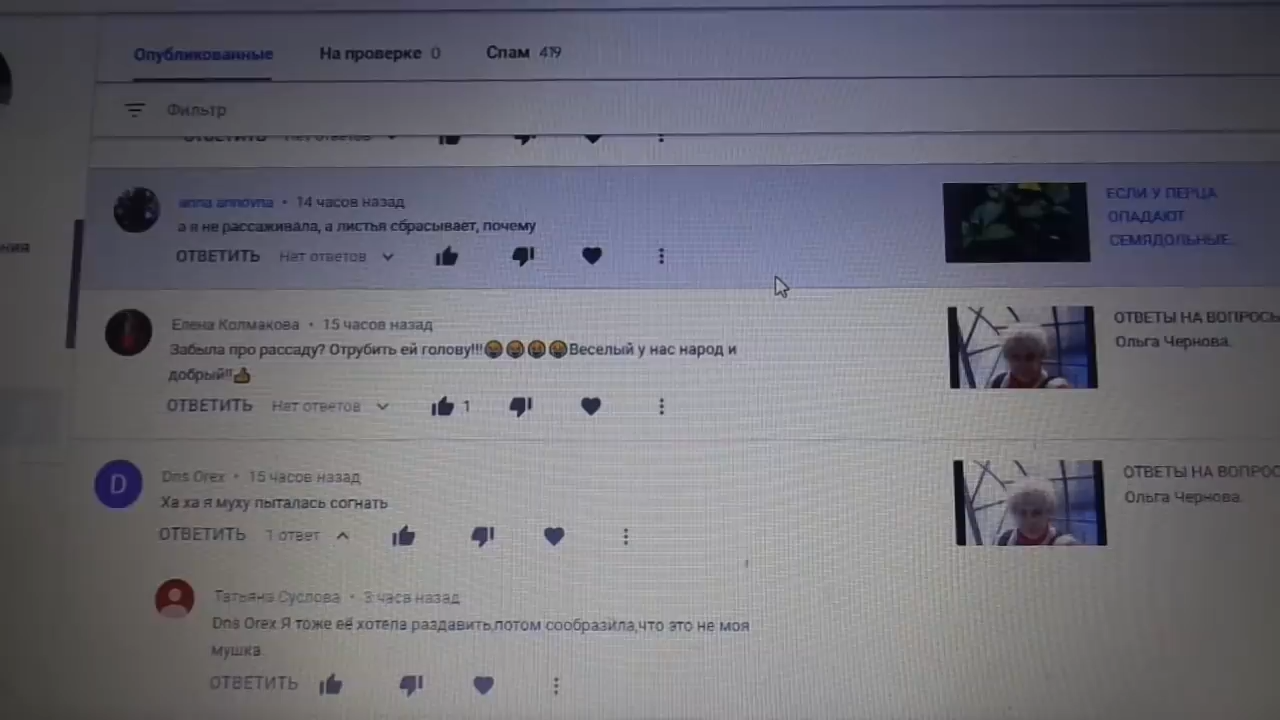 Опубликованные На проверке 0 Спам 419
Фильтр
ОТВЕТИТЬ Нет ответов
anna annovna • 14 часов назад
а я не рассаживала, а листья сбрасывает, почему
ОТВЕТИТЬ Нет ответов
ЕСЛИ У ПЕРЦА
ОПАДАЮТ
СЕМЯДОЛЬНЫЕ...
ния
Елена Колмакова • 15 часов назад
Забыла про рассаду? Отрубить ей голову!!!😂😂😂😂Веселый у нас народ и
добрый!!👍
ОТВЕТИТЬ Нет ответов 1
ОТВЕТЫ НА ВОПРОСЫ
Ольга Чернова.
D
Dns Orex • 15 часов назад
Ха ха я муху пыталась согнать
ОТВЕТИТЬ 1 ответ
ОТВЕТЫ НА ВОПРОС
Ольга Чернова.
Татьяна Суслова • 3 часа назад
Dns Orex Я тоже её хотела раздавить,потом сообразила,что это не моя
мушка.
ОТВЕТИТЬ